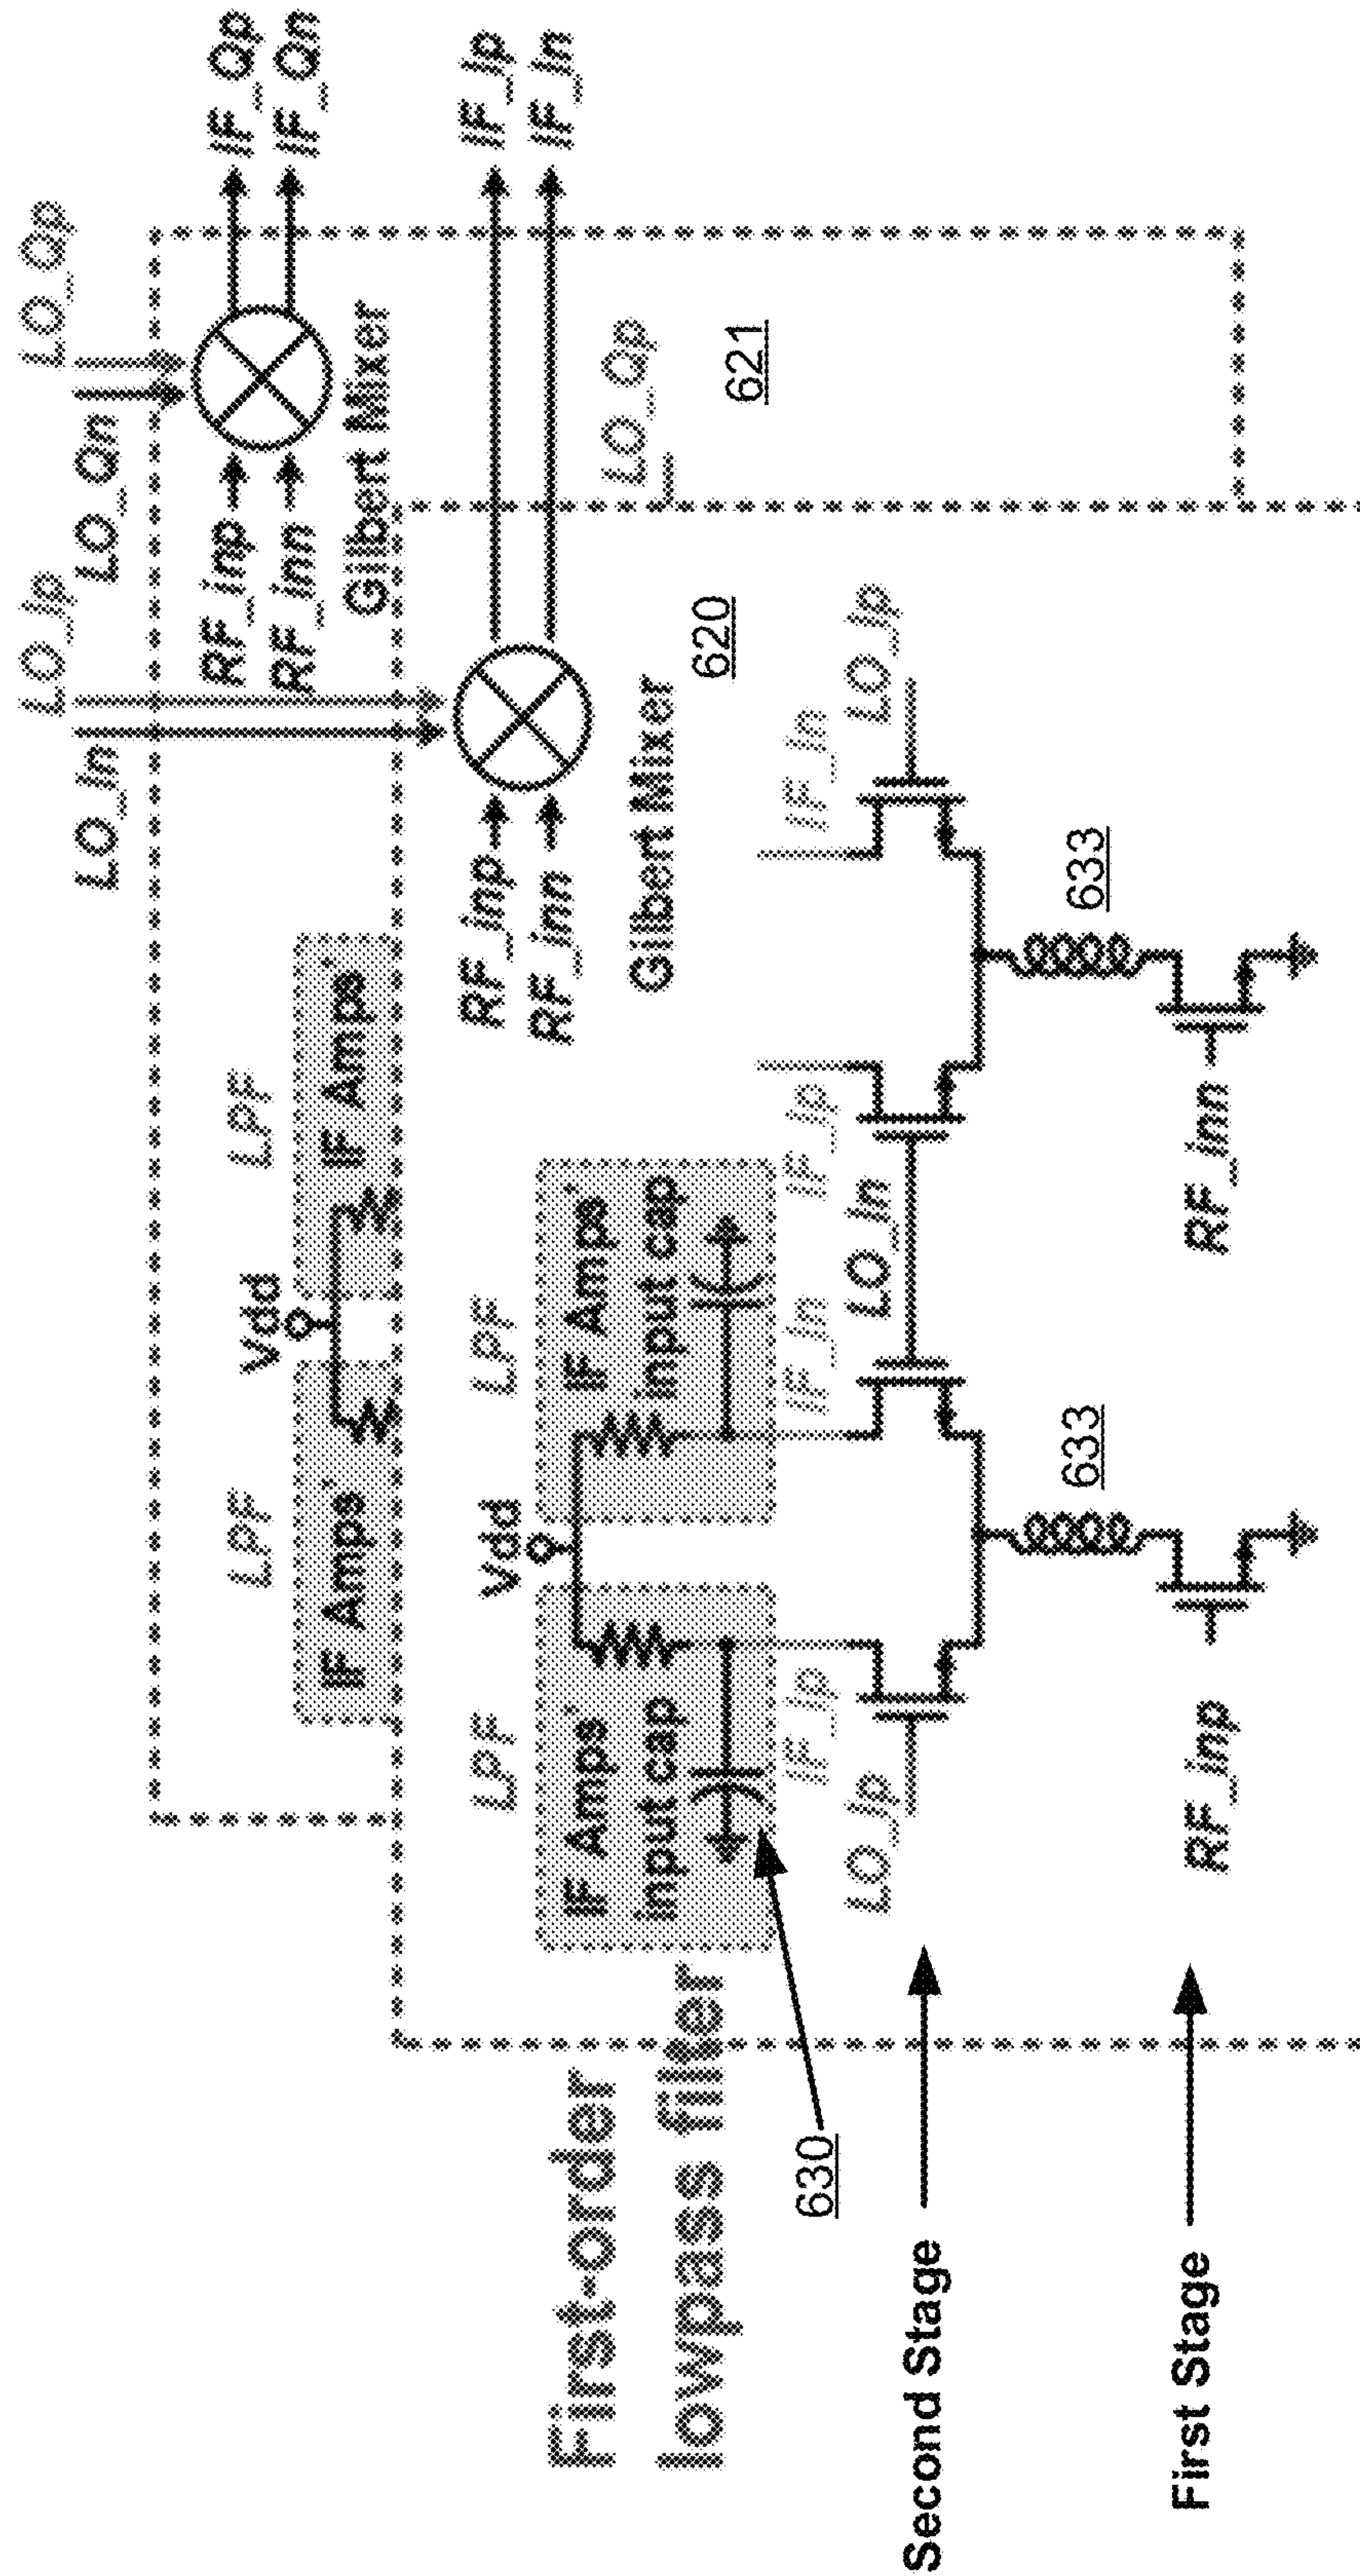 LO_Ip
LO_Qp
LO_In
LO_Qn
RF_inp
RF_inn
IF_Qp
IF_Qn
Gilbert Mixer
LPF
Vdd
LPF
IF Amps'
IF Amps'
RF_inp
RF_inn
IF_Ip
IF_In
Gilbert Mixer
620
LO_Qp
621
First-order
lowpass filter
LPF
Vdd
LPF
IF Amps'
input cap
IF Amps'
input cap
630
IF_Ip
IF_In
IF_Ip
IF_In
LO_Ip
LO_In
LO_Ip
Second Stage
633
633
First Stage
RF_inp
RF_inn